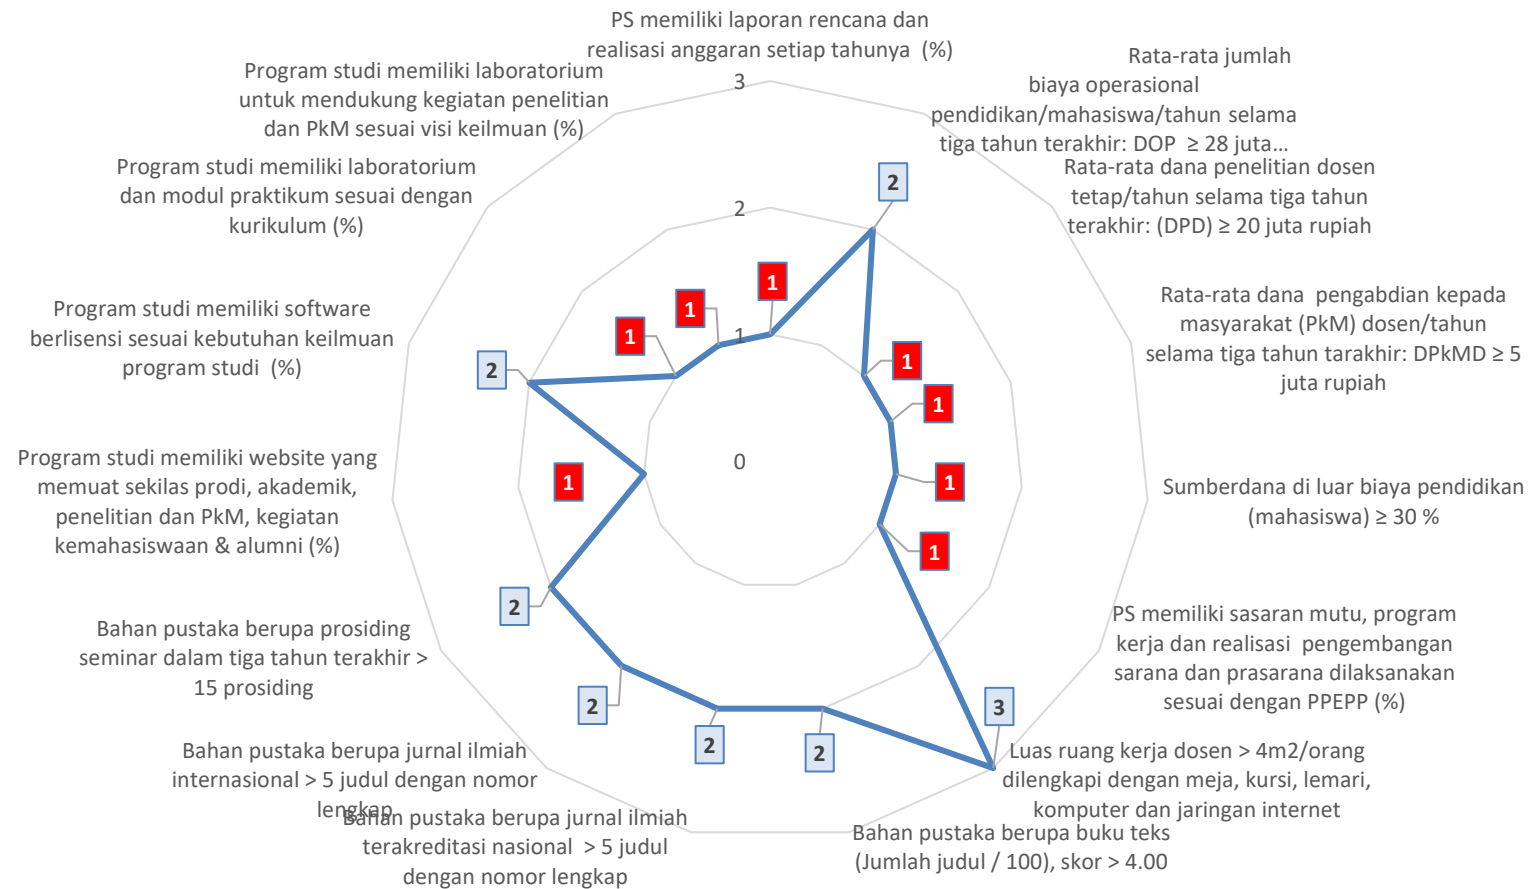 PS memiliki laporan rencana dan
realisasi anggaran setiap tahunya (%)
Rata-rata jumlah
biaya operasional
pendidikan/mahasiswa/tahun selama
tiga tahun terakhir: DOP ≥ 28 juta...
Rata-rata dana penelitian dosen
tetap/tahun selama tiga tahun
terakhir: (DPD) ≥ 20 juta rupiah
Rata-rata dana pengabdian kepada
masyarakat (PkM) dosen/tahun
selama tiga tahun tarakhir: DPkMD ≥ 5
juta rupiah
Sumberdana di luar biaya pendidikan
(mahasiswa) ≥ 30 %
PS memiliki sasaran mutu, program
kerja dan realisasi pengembangan
sarana dan prasarana dilaksanakan
sesuai dengan PPEPP (%)
Luas ruang kerja dosen > 4m2/orang
dilengkapi dengan meja, kursi, lemari,
komputer dan jaringan internet
Bahan pustaka berupa buku teks
(Jumlah judul / 100), skor > 4.00
Bahan pustaka berupa jurnal ilmiah
terakreditasi nasional > 5 judul
dengan nomor lengkap
Bahan pustaka berupa jurnal ilmiah
internasional > 5 judul dengan nomor
lengkap
Bahan pustaka berupa prosiding
seminar dalam tiga tahun terakhir >
15 prosiding
Program studi memiliki website yang
memuat sekilas prodi, akademik,
penelitian dan PkM, kegiatan
kemahasiswaan & alumni (%)
Program studi memiliki software
berlisensi sesuai kebutuhan keilmuan
program studi (%)
Program studi memiliki laboratorium
dan modul praktikum sesuai dengan
kurikulum (%)
Program studi memiliki laboratorium
untuk mendukung kegiatan penelitian
dan PkM sesuai visi keilmuan (%)
3
2
1
0
1
2
1
1
1
1
3
2
2
2
2
1
2
1
1